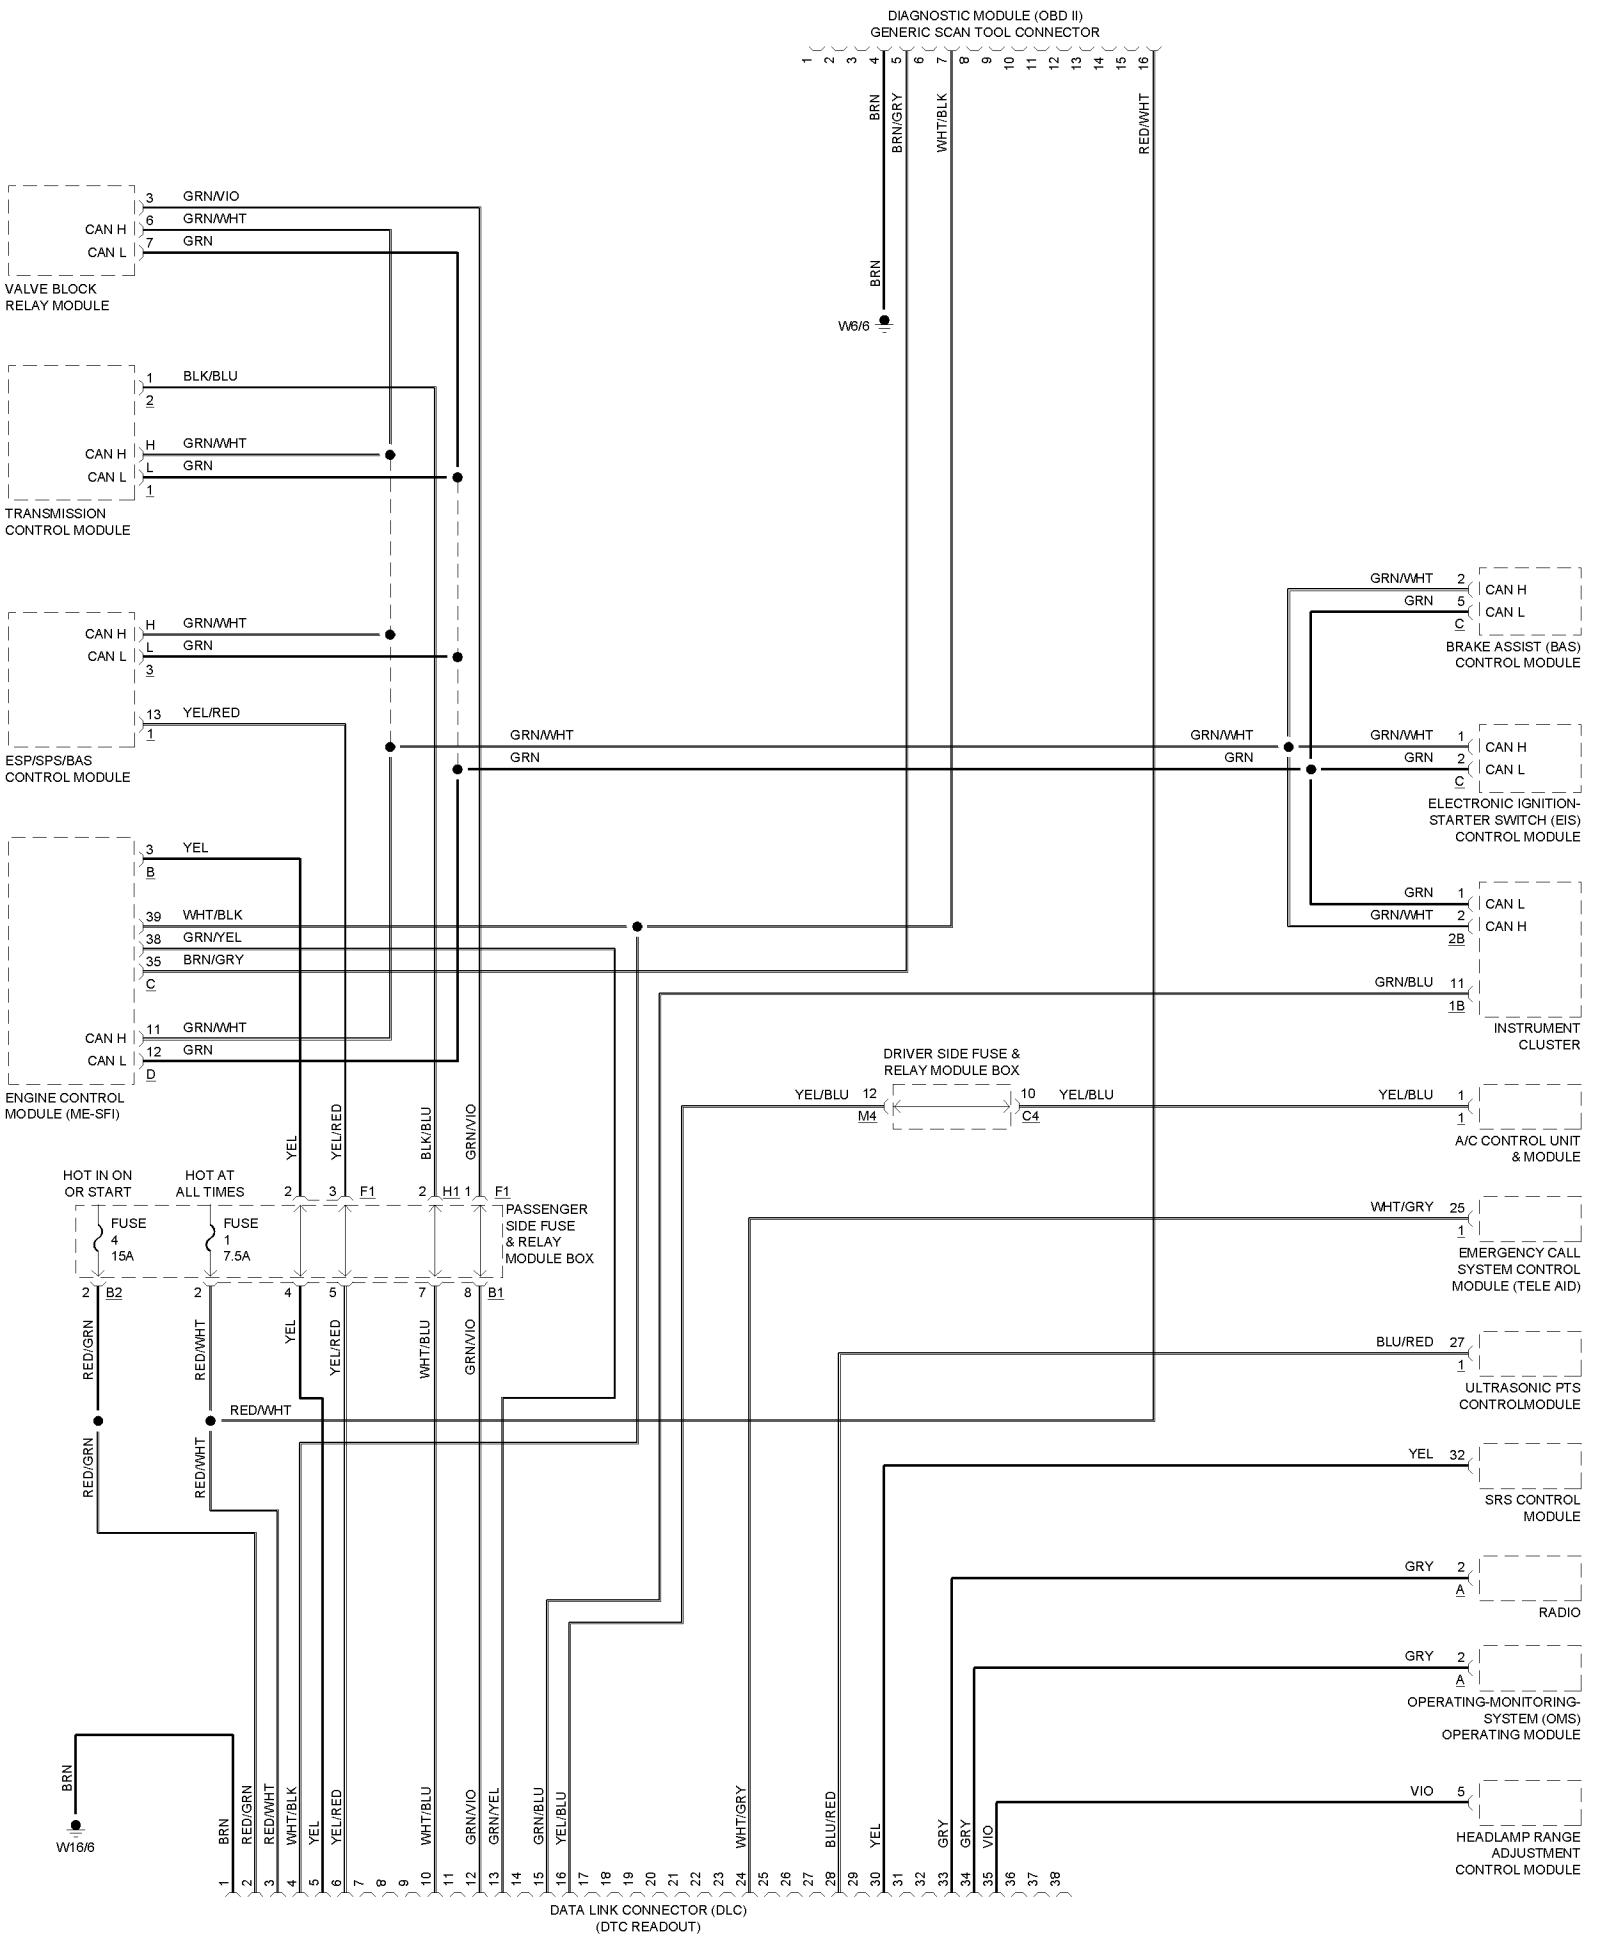 DIAGNOSTIC MODULE (OBD II)
GENERIC SCAN TOOL CONNECTOR
1 2 3 4 5 6 7 8 9 10 11 12 13 14 15 16
BRN
BRN/GRY
WHT/BLK
RED/WHT
BRN
W6/6
3 GRN/VIO
CAN H 6 GRN/WHT
CAN L 7 GRN
VALVE BLOCK
RELAY MODULE
1 BLK/BLU
2
CAN H H GRN/WHT
CAN L L GRN
1
TRANSMISSION
CONTROL MODULE
CAN H H GRN/WHT
CAN L L GRN
3
13 YEL/RED
1
ESP/SPS/BAS
CONTROL MODULE
GRN/WHT GRN/WHT
GRN GRN
3 YEL
B
39 WHT/BLK
38 GRN/YEL
35 BRN/GRY
C
CAN H 11 GRN/WHT
CAN L 12 GRN
D
ENGINE CONTROL
MODULE (ME-SFI)
GRN/WHT 2 CAN H
GRN 5 CAN L
C
BRAKE ASSIST (BAS)
CONTROL MODULE
GRN/WHT 1 CAN H
GRN 2 CAN L
C
ELECTRONIC IGNITION-
STARTER SWITCH (EIS)
CONTROL MODULE
GRN 1 CAN L
GRN/WHT 2 CAN H
2B
GRN/BLU 11
1B
INSTRUMENT
CLUSTER
DRIVER SIDE FUSE &
RELAY MODULE BOX
YEL/BLU 12 10 YEL/BLU YEL/BLU 1
M4 C4 1
A/C CONTROL UNIT
& MODULE
WHT/GRY 25
1
EMERGENCY CALL
SYSTEM CONTROL
MODULE (TELE AID)
BLU/RED 27
1
ULTRASONIC PTS
CONTROLMODULE
YEL 32
SRS CONTROL
MODULE
GRY 2
A
RADIO
GRY 2
A
OPERATING-MONITORING-
SYSTEM (OMS)
OPERATING MODULE
VIO 5
HEADLAMP RANGE
ADJUSTMENT
CONTROL MODULE
YEL YEL/RED BLK/BLU GRN/VIO
HOT IN ON
OR START
HOT AT
ALL TIMES
2 3 F1 2 H1 1 F1
FUSE
4
15A
FUSE
1
7.5A
PASSENGER
SIDE FUSE
& RELAY
MODULE BOX
2 B2 2 4 5 7 8 B1
RED/GRN RED/WHT YEL YEL/RED WHT/BLU GRN/VIO
RED/WHT
RED/GRN RED/WHT
BRN
W16/6
BRN RED/GRN RED/WHT WHT/BLK YEL YEL/RED WHT/BLU GRN/VIO GRN/YEL GRN/BLU YEL/BLU WHT/GRY BLU/RED YEL GRY GRY VIO
1 2 3 4 5 6 7 8 9 10 11 12 13 14 15 16 17 18 19 20 21 22 23 24 25 26 27 28 29 30 31 32 33 34 35 36 37 38
DATA LINK CONNECTOR (DLC)
(DTC READOUT)